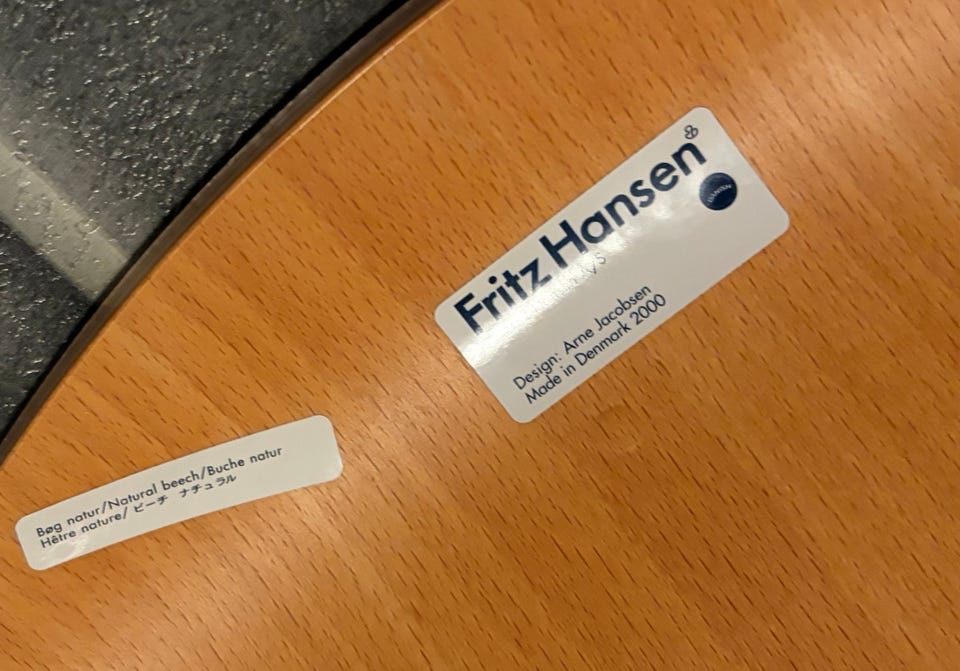 Fritz Hansen
Design: Arne Jacobsen
Made in Denmark 2000
Bøg natur/Natural beech/Buche natur
Hêtre nature/ ビーチ ナチュラル